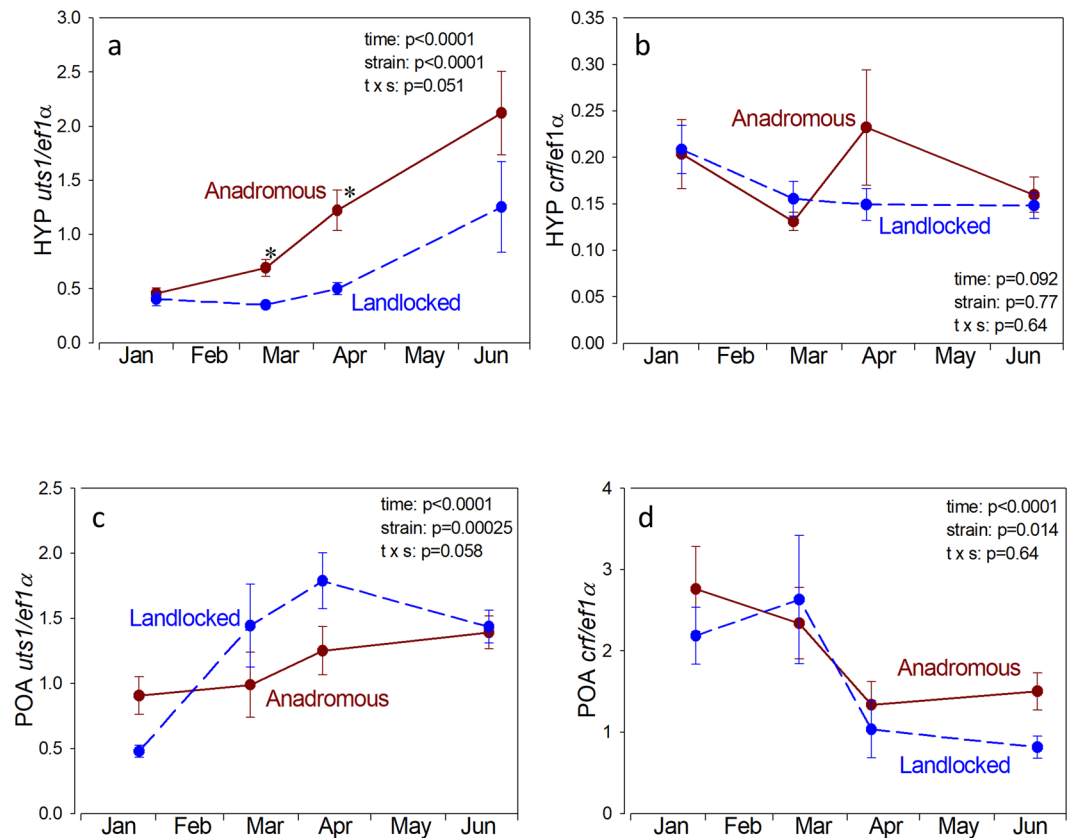 a
time: p<0.0001
strain: p<0.0001
t x s: p=0.051
3.0
2.5
2.0
1.5
1.0
0.5
0.0
HYP uts1/ef1α
Anadromous
*
*
Landlocked
Jan Feb Mar Apr May Jun
b
0.35
0.30
0.25
0.20
0.15
0.10
0.05
0.00
HYP crf/ef1α
Anadromous
Landlocked
time: p=0.092
strain: p=0.77
t x s: p=0.64
Jan Feb Mar Apr May Jun
c
time: p<0.0001
strain: p=0.00025
t x s: p=0.058
2.5
2.0
1.5
1.0
0.5
0.0
POA uts1/ef1α
Landlocked
Anadromous
Jan Feb Mar Apr May Jun
d
time: p<0.0001
strain: p=0.014
t x s: p=0.64
4
3
2
1
0
POA crf/ef1α
Anadromous
Landlocked
Jan Feb Mar Apr May Jun